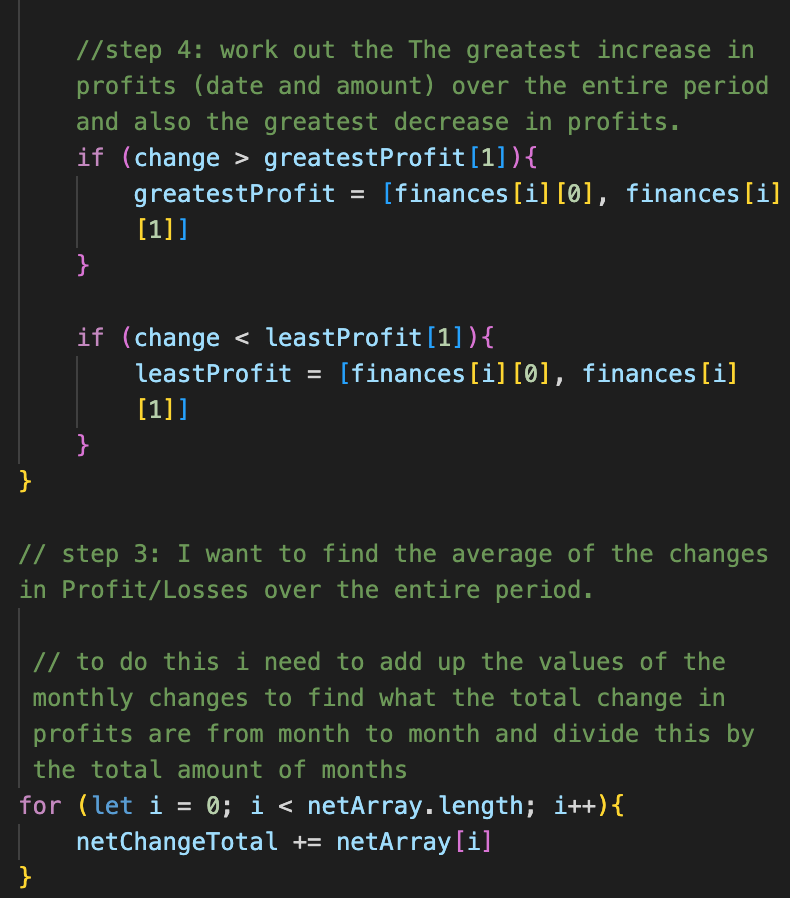 //step 4: work out the The greatest increase in
profits (date and amount) over the entire period
and also the greatest decrease in profits.
if (change > greatestProfit[1]){
greatestProfit = [finances[i][0], finances[i]
[1]]
}
if (change < leastProfit[1]){
leastProfit = [finances[i][0], finances[i]
[1]]
}
}
// step 3: I want to find the average of the changes
in Profit/Losses over the entire period.
// to do this i need to add up the values of the
monthly changes to find what the total change in
profits are from month to month and divide this by
the total amount of months
for (let i = 0; i < netArray.length; i++){
netChangeTotal += netArray[i]
}